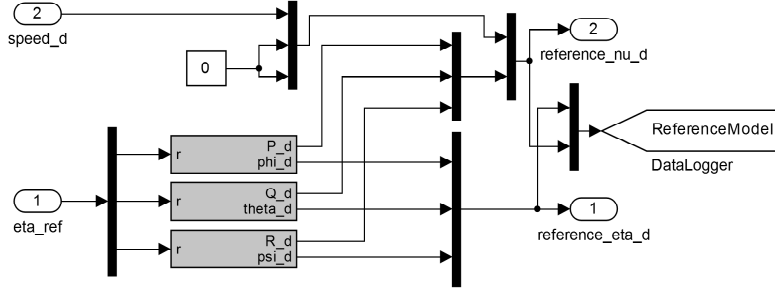 2
speed_d
0
2
reference_nu_d
ReferenceModel
DataLogger
r
P_d
phi_d
1
eta_ref
r
Q_d
theta_d
1
reference_eta_d
r
R_d
psi_d